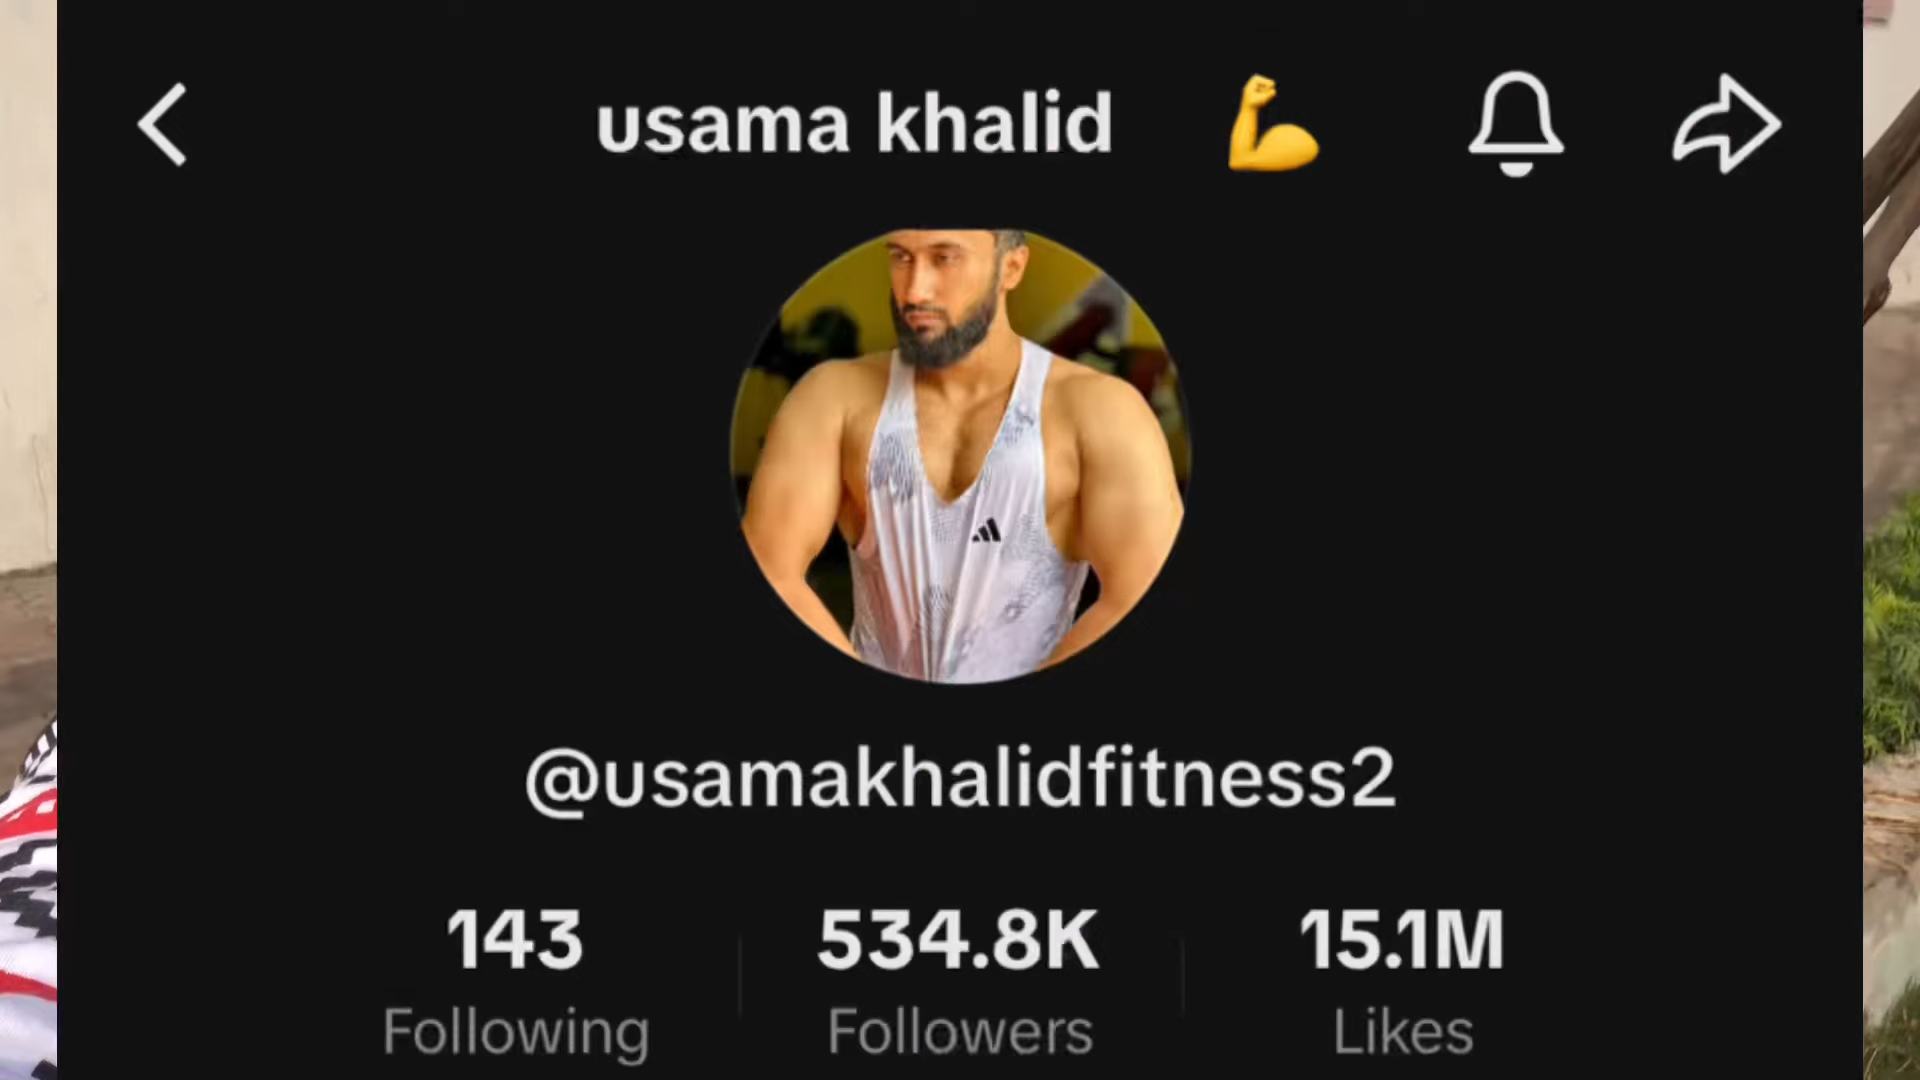 usama khalid 💪
@usamakhalidfitness2
143 534.8K 15.1M
Following Followers Likes